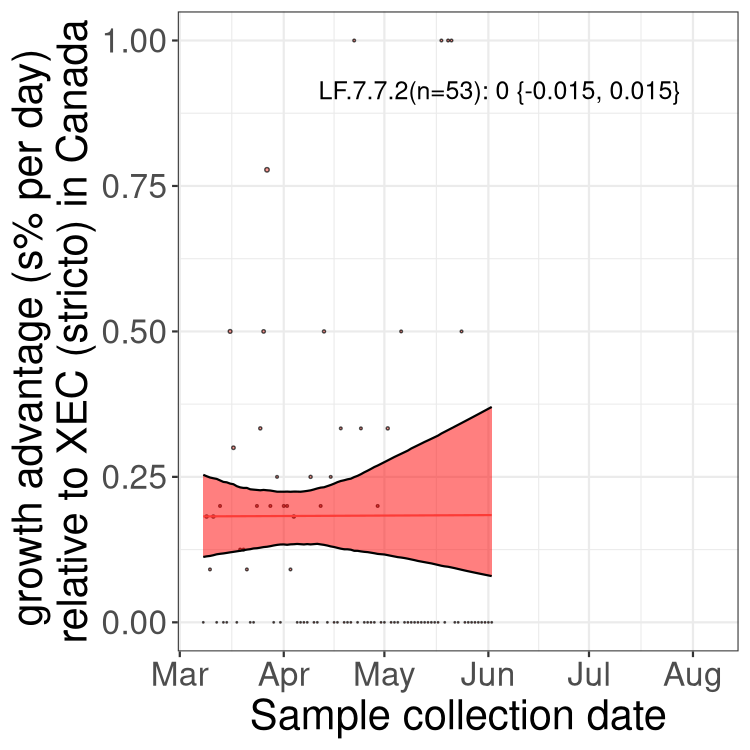 growth advantage (s% per day)
relative to XEC (stricto) in Canada
1.00
0.75
0.50
0.25
0.00
LF.7.7.2(n=53): 0 {-0.015, 0.015}
Mar Apr May Jun Jul Aug
Sample collection date